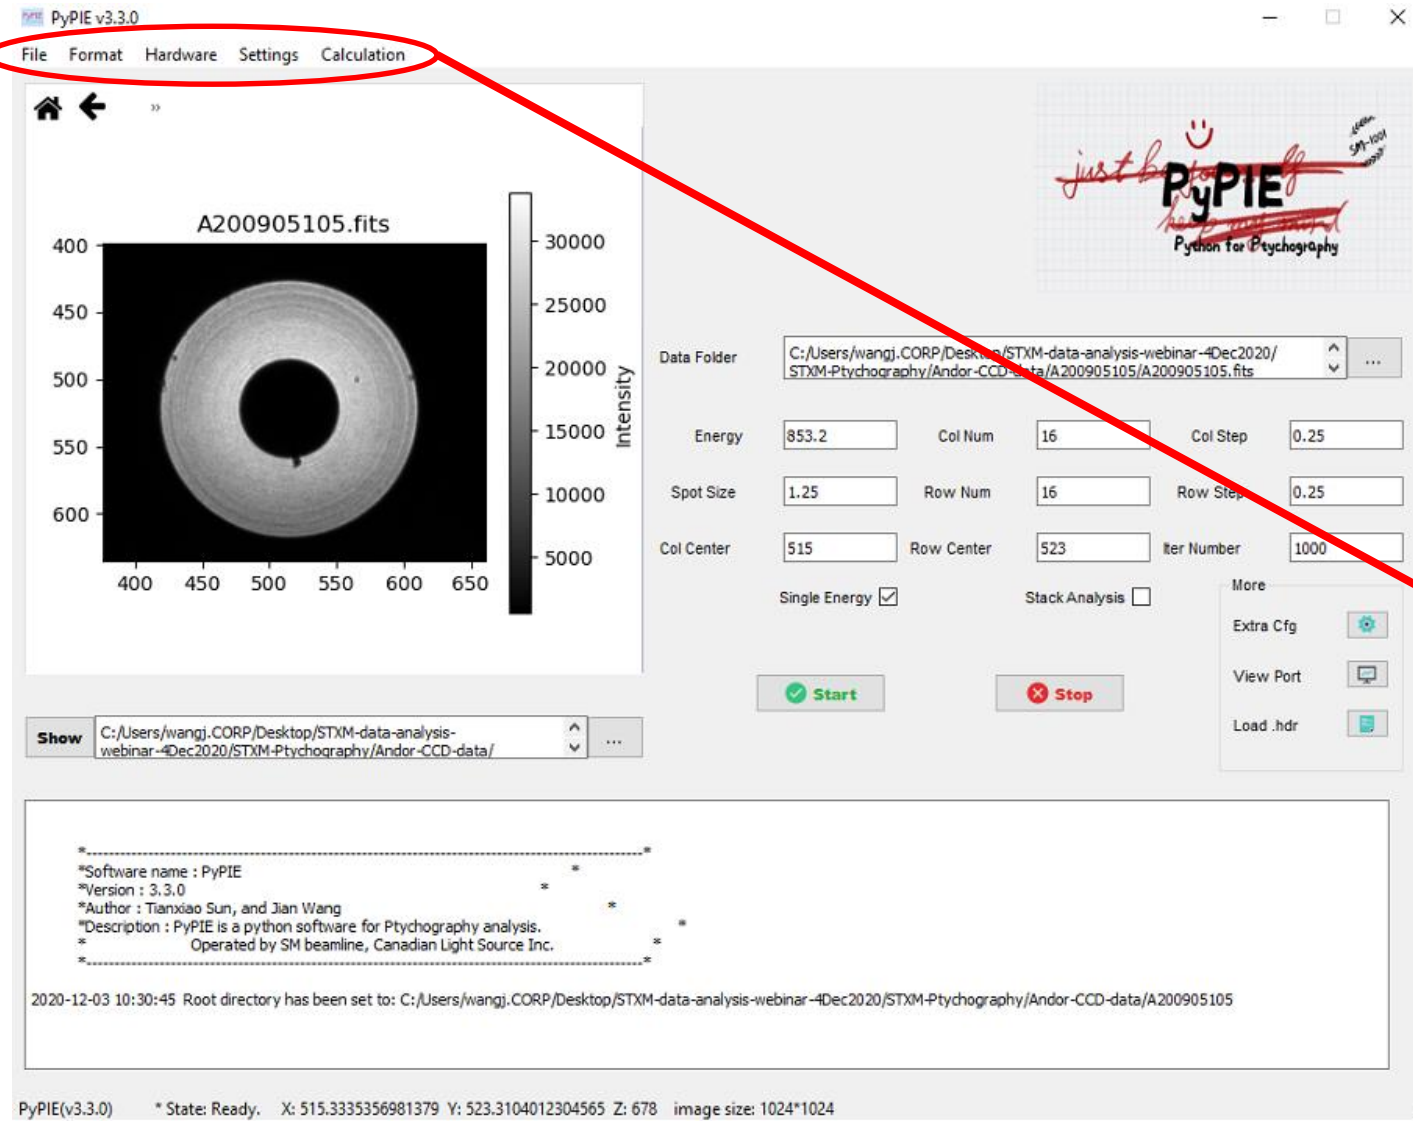 PyPIE v3.3.0
File Format Hardware Settings Calculation
»
A200905105.fits
400
450
500
550
600
400 450 500 550 600 650
30000
25000
20000
15000
10000
5000
Intensity
just be
SM-1001
PyPIE
keep my mind
Python for Ptychography
Data Folder
C:/Users/wangj.CORP/Desktop/STXM-data-analysis-webinar-4Dec2020/
STXM-Ptychography/Andor-CCD-data/A200905105/A200905105.fits
...
Energy 853.2 Col Num 16 Col Step 0.25
Spot Size 1.25 Row Num 16 Row Step 0.25
Col Center 515 Row Center 523 Iter Number 1000
Single Energy Stack Analysis
More
Extra Cfg
View Port
Load .hdr
Start Stop
Show
C:/Users/wangj.CORP/Desktop/STXM-data-analysis-
webinar-4Dec2020/STXM-Ptychography/Andor-CCD-data/
...
*------------------------------------------------------------*
*Software name : PyPIE *
*Version : 3.3.0 *
*Author : Tianxiao Sun, and Jian Wang *
*Description : PyPIE is a python software for Ptychography analysis. *
* Operated by SM beamline, Canadian Light Source Inc. *
*------------------------------------------------------------*
2020-12-03 10:30:45 Root directory has been set to: C:/Users/wangj.CORP/Desktop/STXM-data-analysis-webinar-4Dec2020/STXM-Ptychography/Andor-CCD-data/A200905105
PyPIE(v3.3.0) * State: Ready. X: 515.3335356981379 Y: 523.3104012304565 Z: 678 image size: 1024*1024